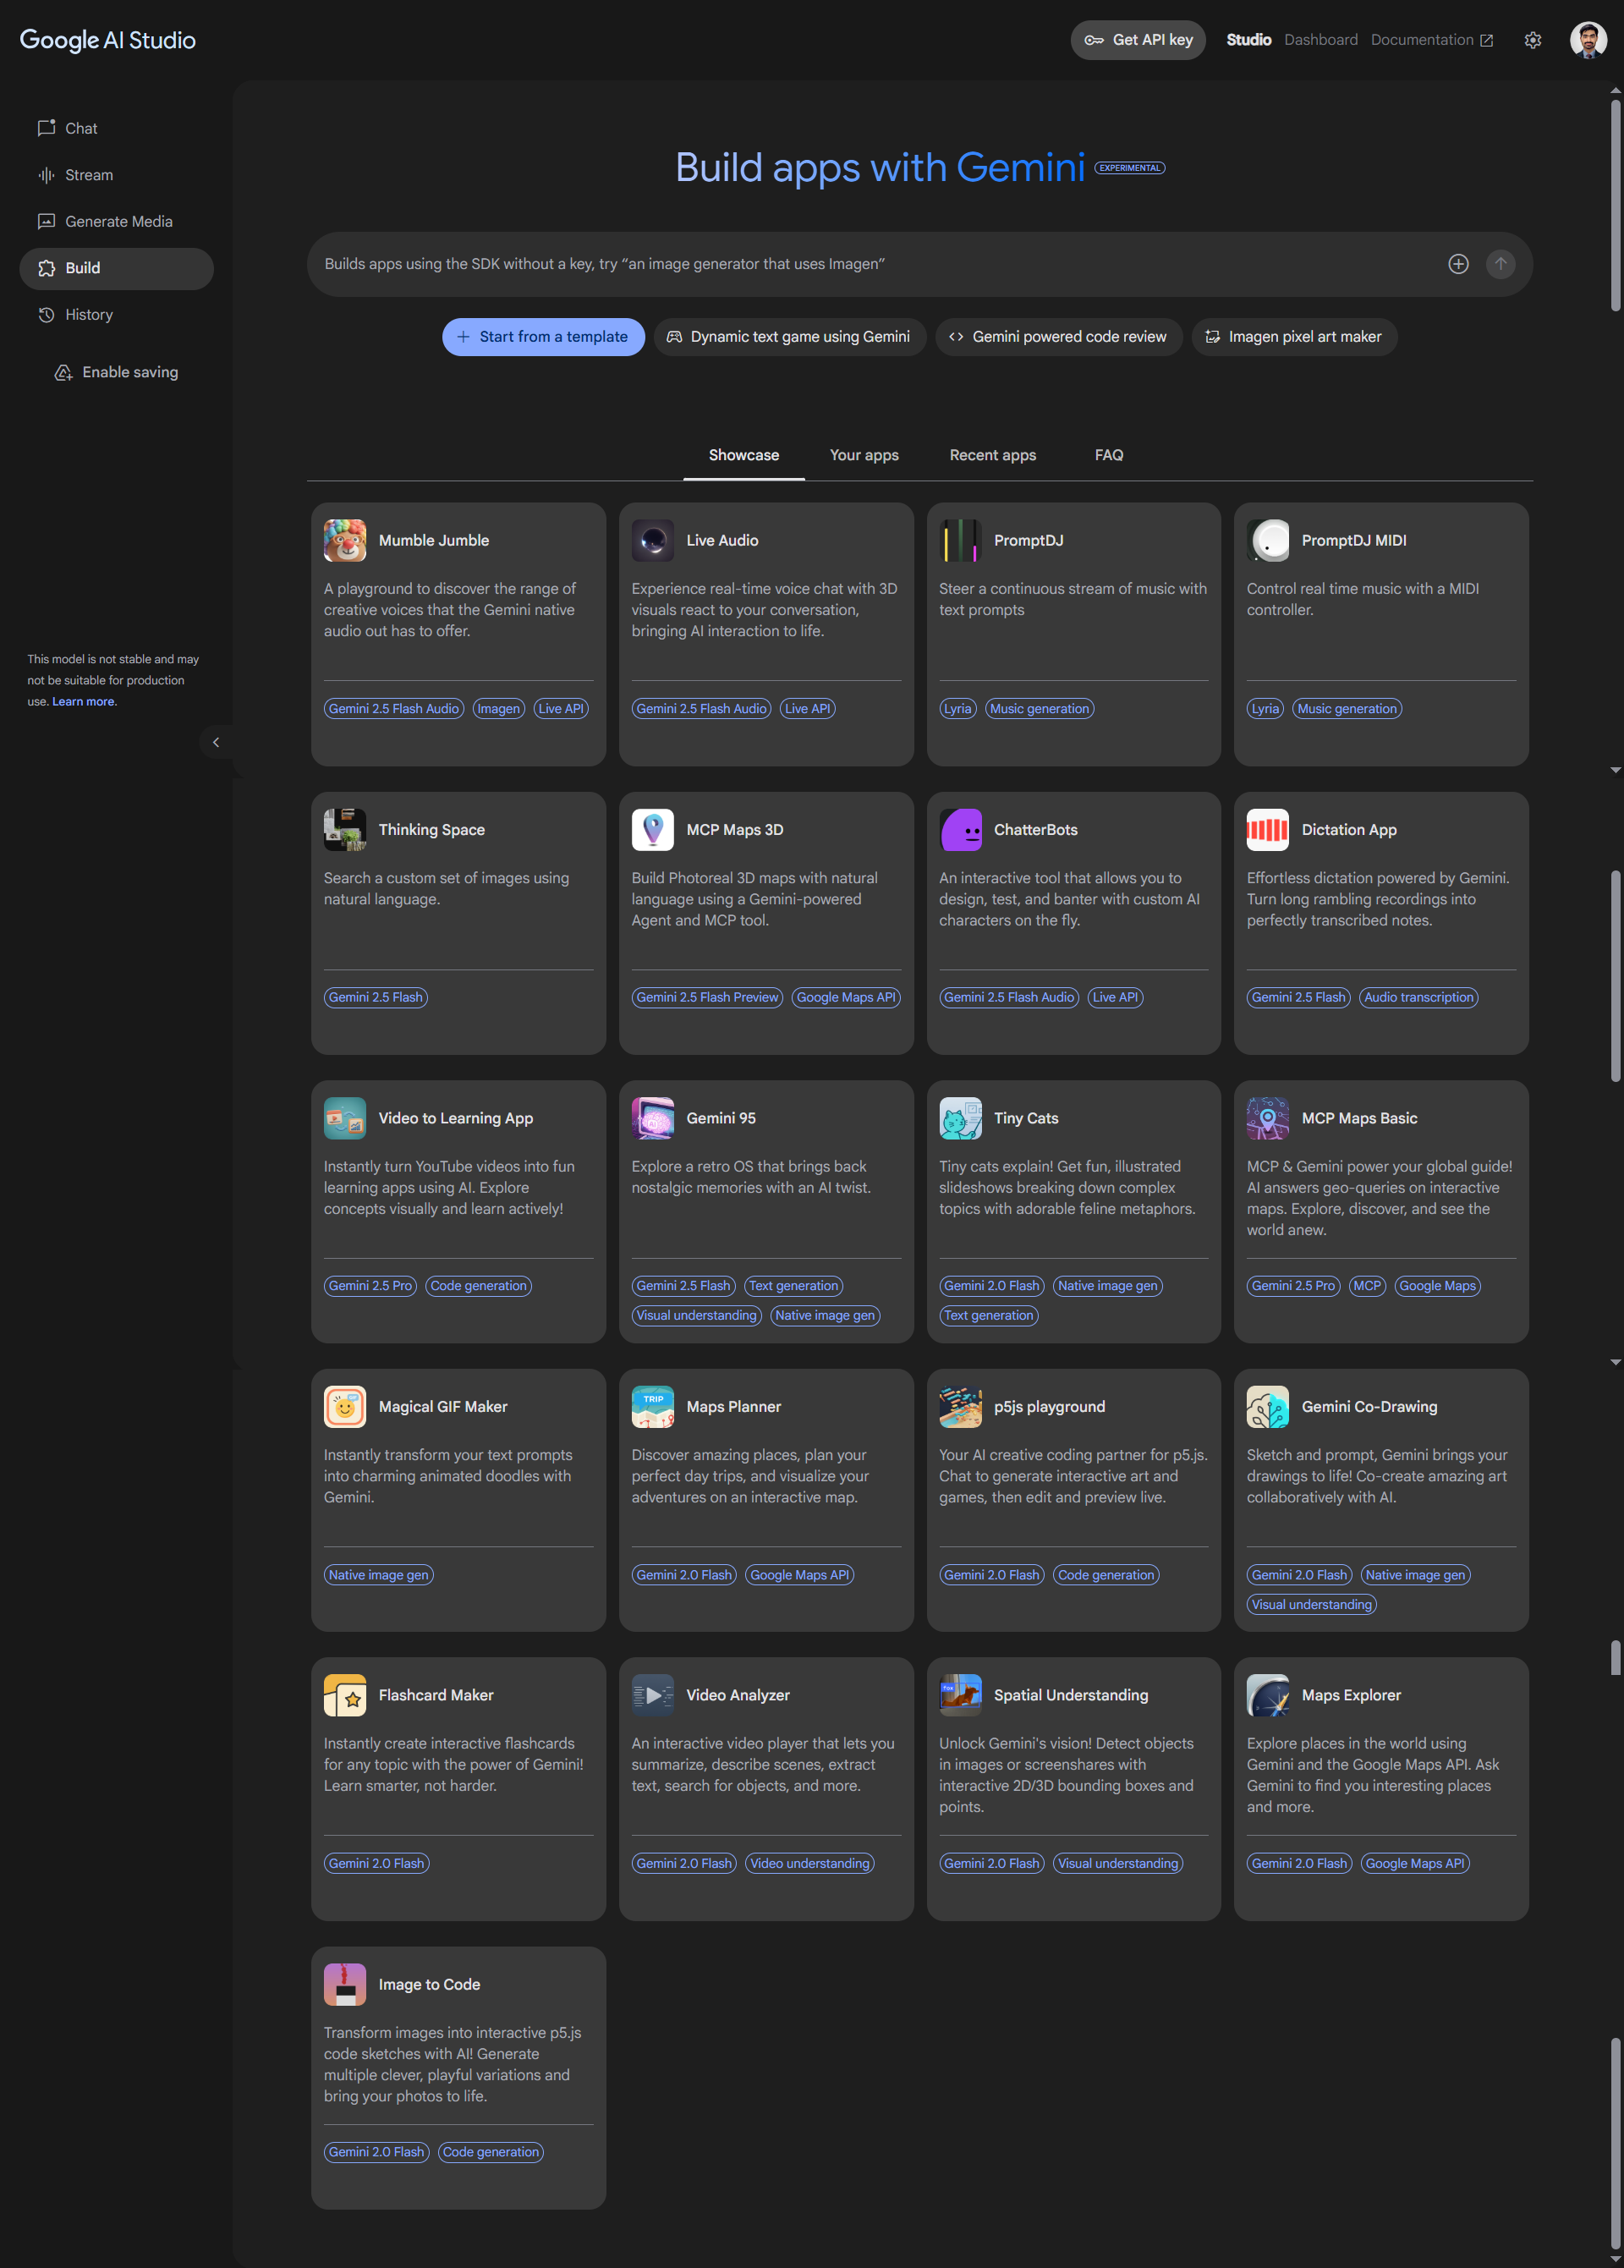 Google AI Studio
Get API key
Studio
Dashboard
Documentation
Chat
Stream
Generate Media
Build
History
Enable saving
This model is not stable and may
not be suitable for production
use. Learn more.
Build apps with Gemini EXPERIMENTAL
Builds apps using the SDK without a key, try “an image generator that uses Imagen”
Start from a template
Dynamic text game using Gemini
Gemini powered code review
Imagen pixel art maker
Showcase
Your apps
Recent apps
FAQ
Mumble Jumble
A playground to discover the range of
creative voices that the Gemini native
audio out has to offer.
Gemini 2.5 Flash Audio
Imagen
Live API
Live Audio
Experience real-time voice chat with 3D
visuals react to your conversation,
bringing AI interaction to life.
Gemini 2.5 Flash Audio
Live API
PromptDJ
Steer a continuous stream of music with
text prompts
Lyria
Music generation
PromptDJ MIDI
Control real time music with a MIDI
controller.
Lyria
Music generation
Thinking Space
Search a custom set of images using
natural language.
Gemini 2.5 Flash
MCP Maps 3D
Build Photoreal 3D maps with natural
language using a Gemini-powered
Agent and MCP tool.
Gemini 2.5 Flash Preview
Google Maps API
ChatterBots
An interactive tool that allows you to
design, test, and banter with custom AI
characters on the fly.
Gemini 2.5 Flash Audio
Live API
Dictation App
Effortless dictation powered by Gemini.
Turn long rambling recordings into
perfectly transcribed notes.
Gemini 2.5 Flash
Audio transcription
Video to Learning App
Instantly turn YouTube videos into fun
learning apps using AI. Explore
concepts visually and learn actively!
Gemini 2.5 Pro
Code generation
Gemini 95
Explore a retro OS that brings back
nostalgic memories with an AI twist.
Gemini 2.5 Flash
Text generation
Visual understanding
Native image gen
Tiny Cats
Tiny cats explain! Get fun, illustrated
slideshows breaking down complex
topics with adorable feline metaphors.
Gemini 2.0 Flash
Native image gen
Text generation
MCP Maps Basic
MCP & Gemini power your global guide!
AI answers geo-queries on interactive
maps. Explore, discover, and see the
world anew.
Gemini 2.5 Pro
MCP
Google Maps
Magical GIF Maker
Instantly transform your text prompts
into charming animated doodles with
Gemini.
Native image gen
TRIP
Maps Planner
Discover amazing places, plan your
perfect day trips, and visualize your
adventures on an interactive map.
Gemini 2.0 Flash
Google Maps API
p5js playground
Your AI creative coding partner for p5.js.
Chat to generate interactive art and
games, then edit and preview live.
Gemini 2.0 Flash
Code generation
Gemini Co-Drawing
Sketch and prompt, Gemini brings your
drawings to life! Co-create amazing art
collaboratively with AI.
Gemini 2.0 Flash
Native image gen
Visual understanding
Flashcard Maker
Instantly create interactive flashcards
for any topic with the power of Gemini!
Learn smarter, not harder.
Gemini 2.0 Flash
Video Analyzer
An interactive video player that lets you
summarize, describe scenes, extract
text, search for objects, and more.
Gemini 2.0 Flash
Video understanding
fox
Spatial Understanding
Unlock Gemini's vision! Detect objects
in images or screenshares with
interactive 2D/3D bounding boxes and
points.
Gemini 2.0 Flash
Visual understanding
Maps Explorer
Explore places in the world using
Gemini and the Google Maps API. Ask
Gemini to find you interesting places
and more.
Gemini 2.0 Flash
Google Maps API
Image to Code
Transform images into interactive p5.js
code sketches with AI! Generate
multiple clever, playful variations and
bring your photos to life.
Gemini 2.0 Flash
Code generation